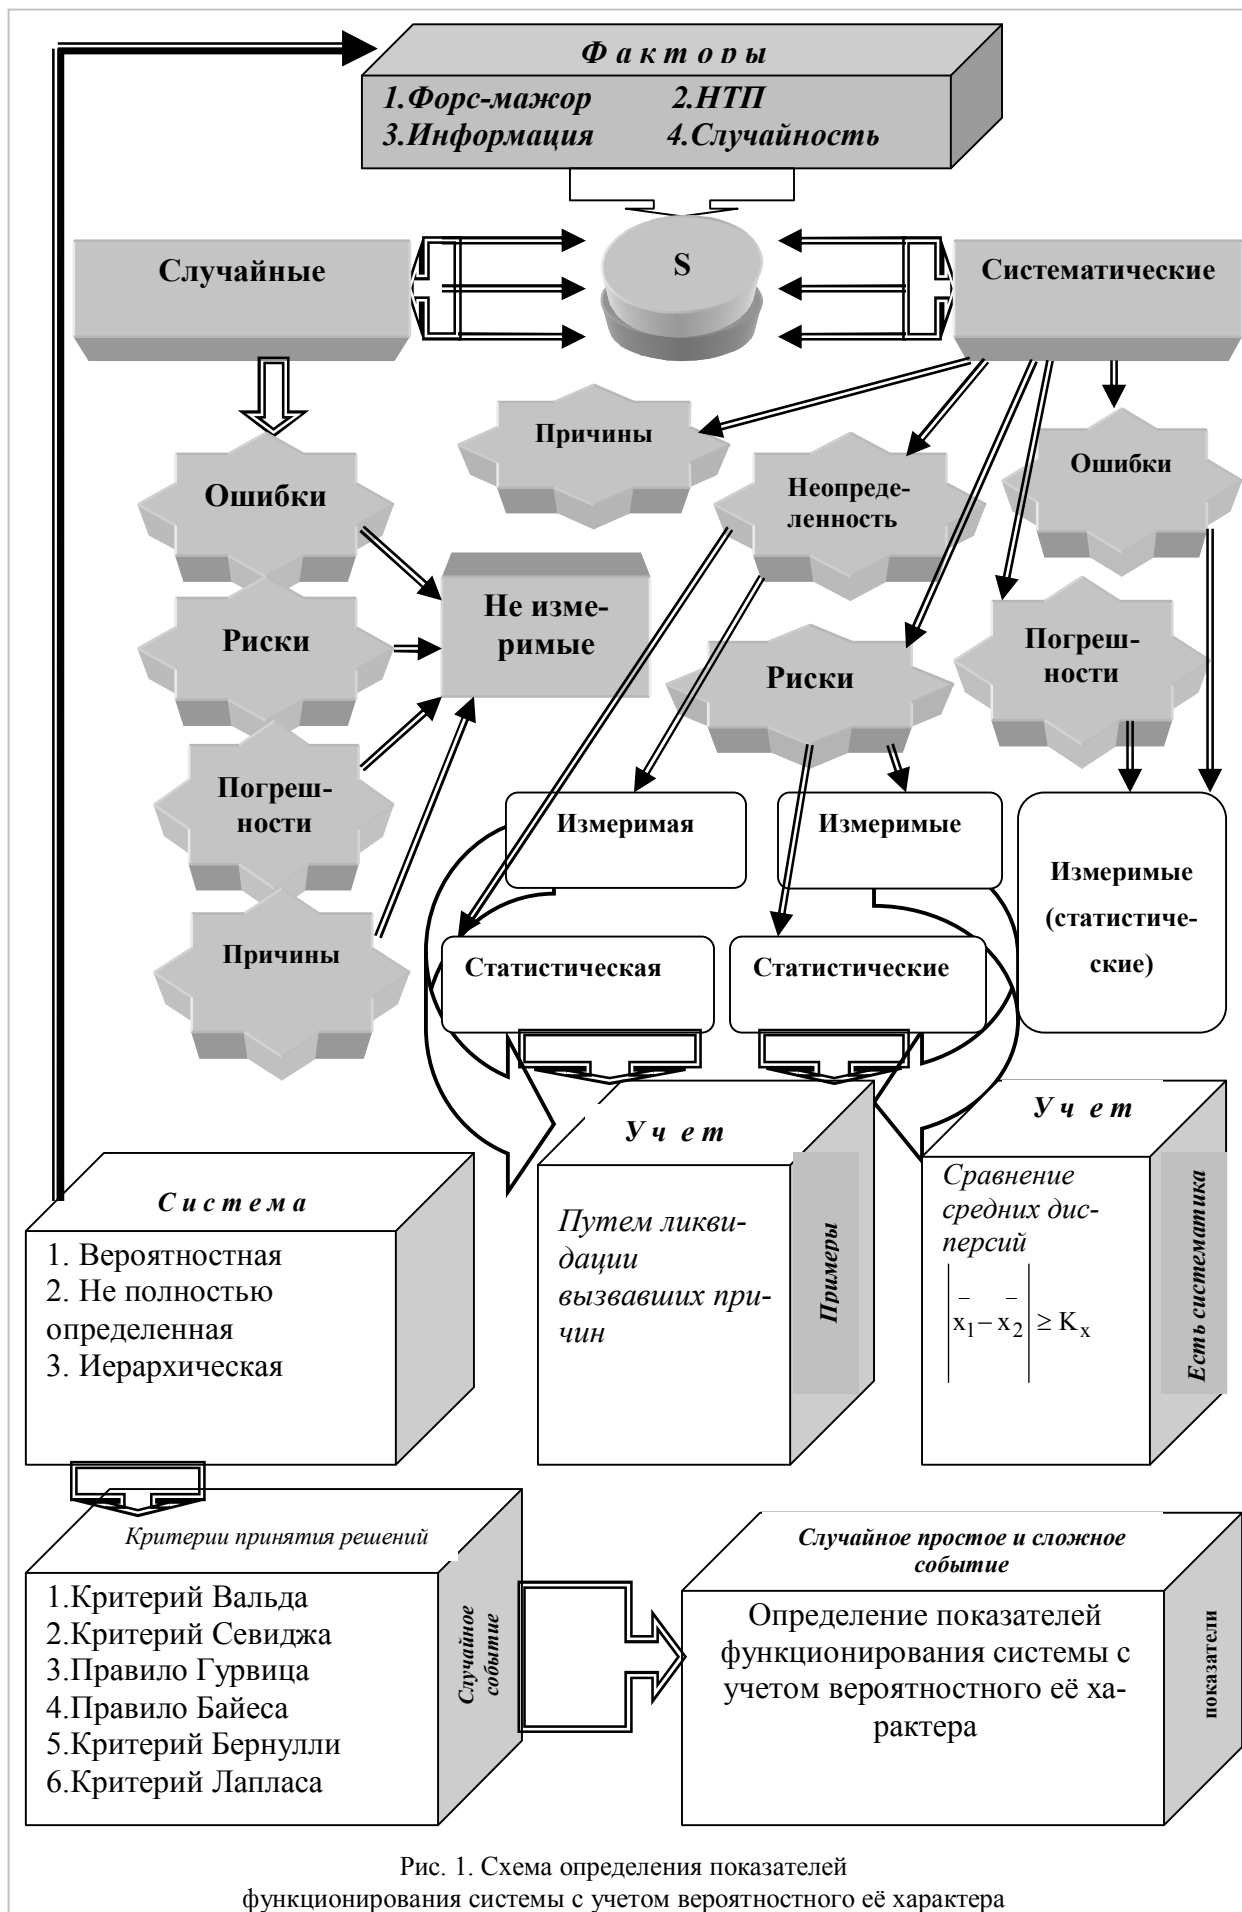 Ф а к т о р ы
1.Форс-мажор 2.НТП
3.Информация 4.Случайность
Случайные
S
Систематические
Причины
Неопреде-
ленность
Ошибки
Ошибки
Риски
Погреш-
ности
Причины
Не изме-
римые
Риски
Погреш-
ности
Измеримая
Измеримые
Измеримые
(статистиче-
ские)
Статистическая
Статистические
У ч е т
Путем ликви-
дации
вызвавших при-
чин
Примеры
У ч е т
Сравнение
средних дис-
персий
|x̄₁ – x̄₂| ≥ Kₓ
Есть систематика
С и с т е м а
1. Вероятностная
2. Не полностью
определенная
3. Иерархическая
Критерии принятия решений
1.Критерий Вальда
2.Критерий Севиджа
3.Правило Гурвица
4.Правило Байеса
5.Критерий Бернулли
6.Критерий Лапласа
Случайное
событие
Случайное простое и сложное
событие
Определение показателей
функционирования системы с
учетом вероятностного её ха-
рактера
показатели
Рис. 1. Схема определения показателей
функционирования системы с учетом вероятностного её характера